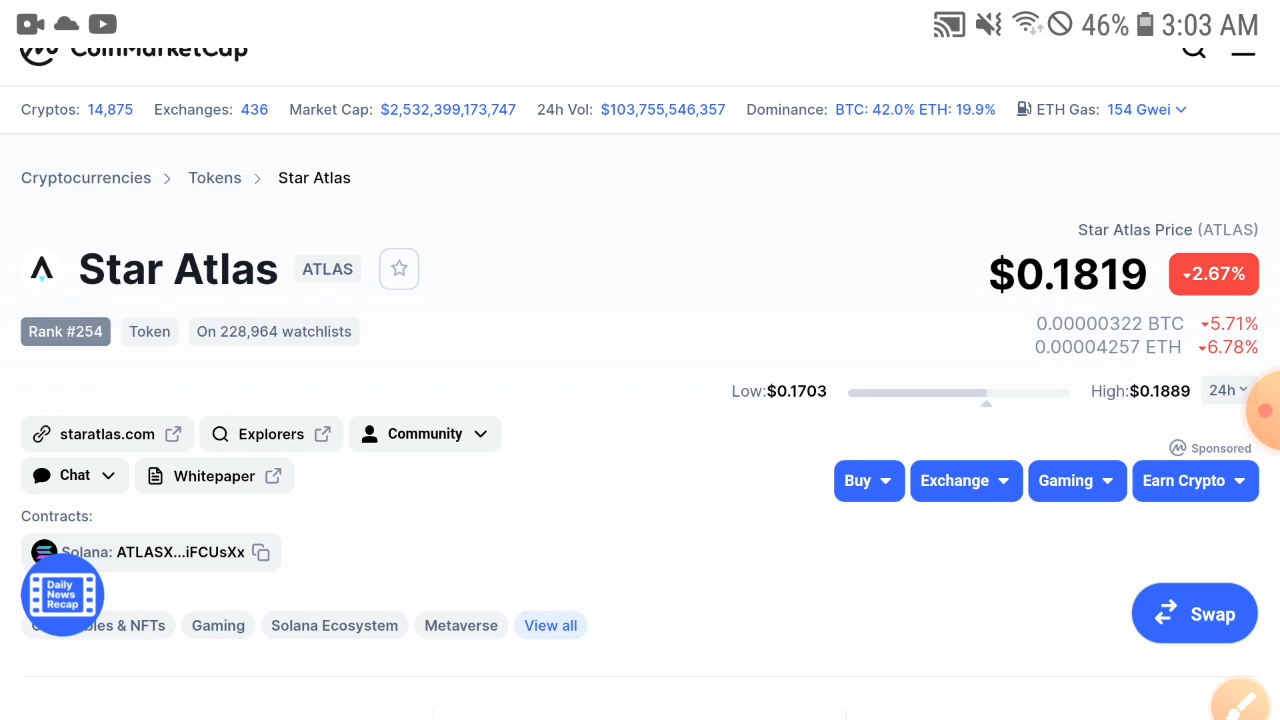 46% 3:03 AM
CoinMarketCap
Cryptos: 14,875 Exchanges: 436 Market Cap: $2,532,399,173,747 24h Vol: $103,755,546,357 Dominance: BTC: 42.0% ETH: 19.9% ETH Gas: 154 Gwei
Cryptocurrencies > Tokens > Star Atlas
Star Atlas Price (ATLAS)
Star Atlas ATLAS
$0.1819 2.67%
Rank #254 Token On 228,964 watchlists
0.00000322 BTC 5.71%
0.00004257 ETH 6.78%
Low:$0.1703 High:$0.1889 24h
staratlas.com Explorers Community
Sponsored
Chat Whitepaper
Buy Exchange Gaming Earn Crypto
Contracts:
Solana: ATLASX...iFCUsXx
Daily
News
Recap
& NFTs Gaming Solana Ecosystem Metaverse View all
Swap